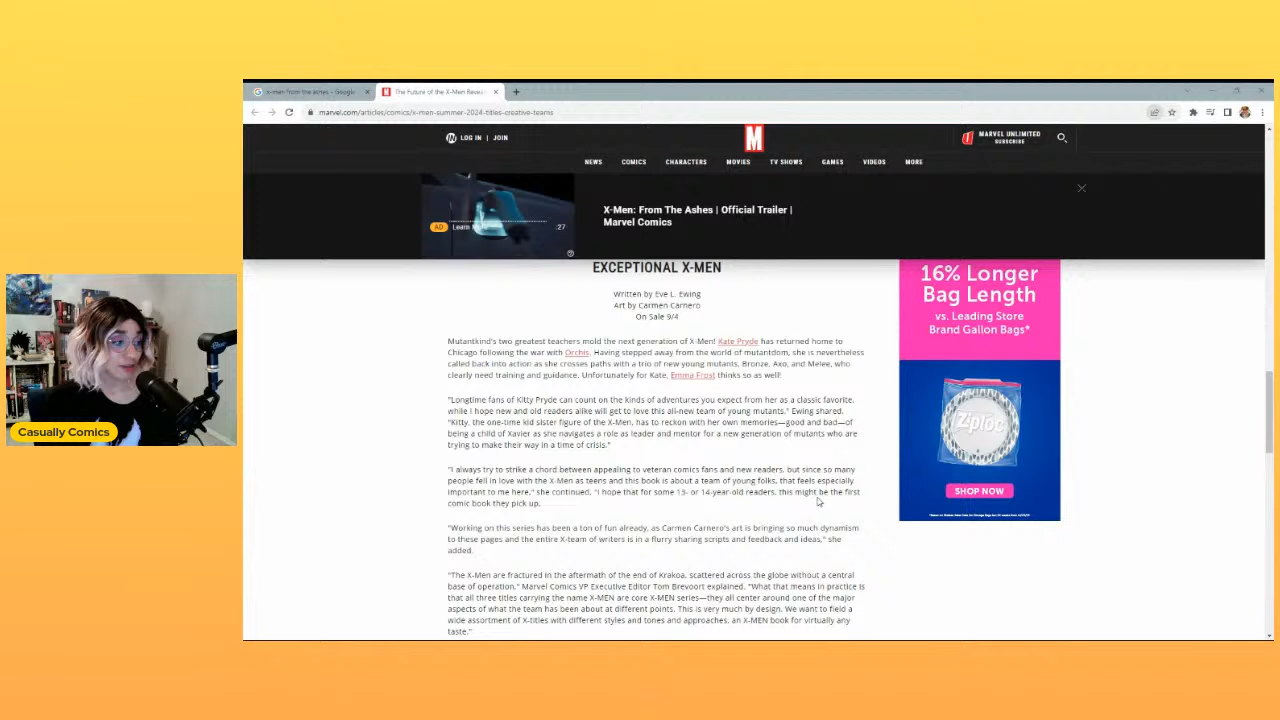 x-men from the ashes - Google
The Future of the X-Men Reveal
marvel.com/articles/comics/x-men-summer-2024-titles-creative-teams
LOG IN | JOIN
M
MARVEL UNLIMITED
SUBSCRIBE
NEWS COMICS CHARACTERS MOVIES TV SHOWS GAMES VIDEOS MORE
AD Learn More :27
X-Men: From The Ashes | Official Trailer |
Marvel Comics
EXCEPTIONAL X-MEN
Written by Eve L. Ewing
Art by Carmen Carnero
On Sale 9/4
Mutantkind's two greatest teachers mold the next generation of X-Men! Kate Pryde has returned home to
Chicago following the war with Orchis. Having stepped away from the world of mutantdom, she is nevertheless
called back into action as she crosses paths with a trio of new young mutants, Bronze, Axo, and Melee, who
clearly need training and guidance. Unfortunately for Kate, Emma Frost thinks so as well!
"Longtime fans of Kitty Pryde can count on the kinds of adventures you expect from her as a classic favorite,
while I hope new and old readers alike will get to love this all-new team of young mutants," Ewing shared.
"Kitty, the one-time kid sister figure of the X-Men, has to reckon with her own memories—good and bad—of
being a child of Xavier as she navigates a role as leader and mentor for a new generation of mutants who are
trying to make their way in a time of crisis."
"I always try to strike a chord between appealing to veteran comics fans and new readers, but since so many
people fell in love with the X-Men as teens and this book is about a team of young folks, that feels especially
important to me here," she continued. "I hope that for some 13- or 14-year-old readers, this might be the first
comic book they pick up.
"Working on this series has been a ton of fun already, as Carmen Carnero's art is bringing so much dynamism
to these pages and the entire X-team of writers is in a flurry sharing scripts and feedback and ideas," she
added.
"The X-Men are fractured in the aftermath of the end of Krakoa, scattered across the globe without a central
base of operation," Marvel Comics VP Executive Editor Tom Brevoort explained. "What that means in practice is
that all three titles carrying the name X-MEN are core X-MEN series—they all center around one of the major
aspects of what the team has been about at different points. This is very much by design. We want to field a
wide assortment of X-titles with different styles and tones and approaches, an X-MEN book for virtually any
taste."
16% Longer
Bag Length
vs. Leading Store
Brand Gallon Bags*
Ziploc
SHOP NOW
Casually Comics